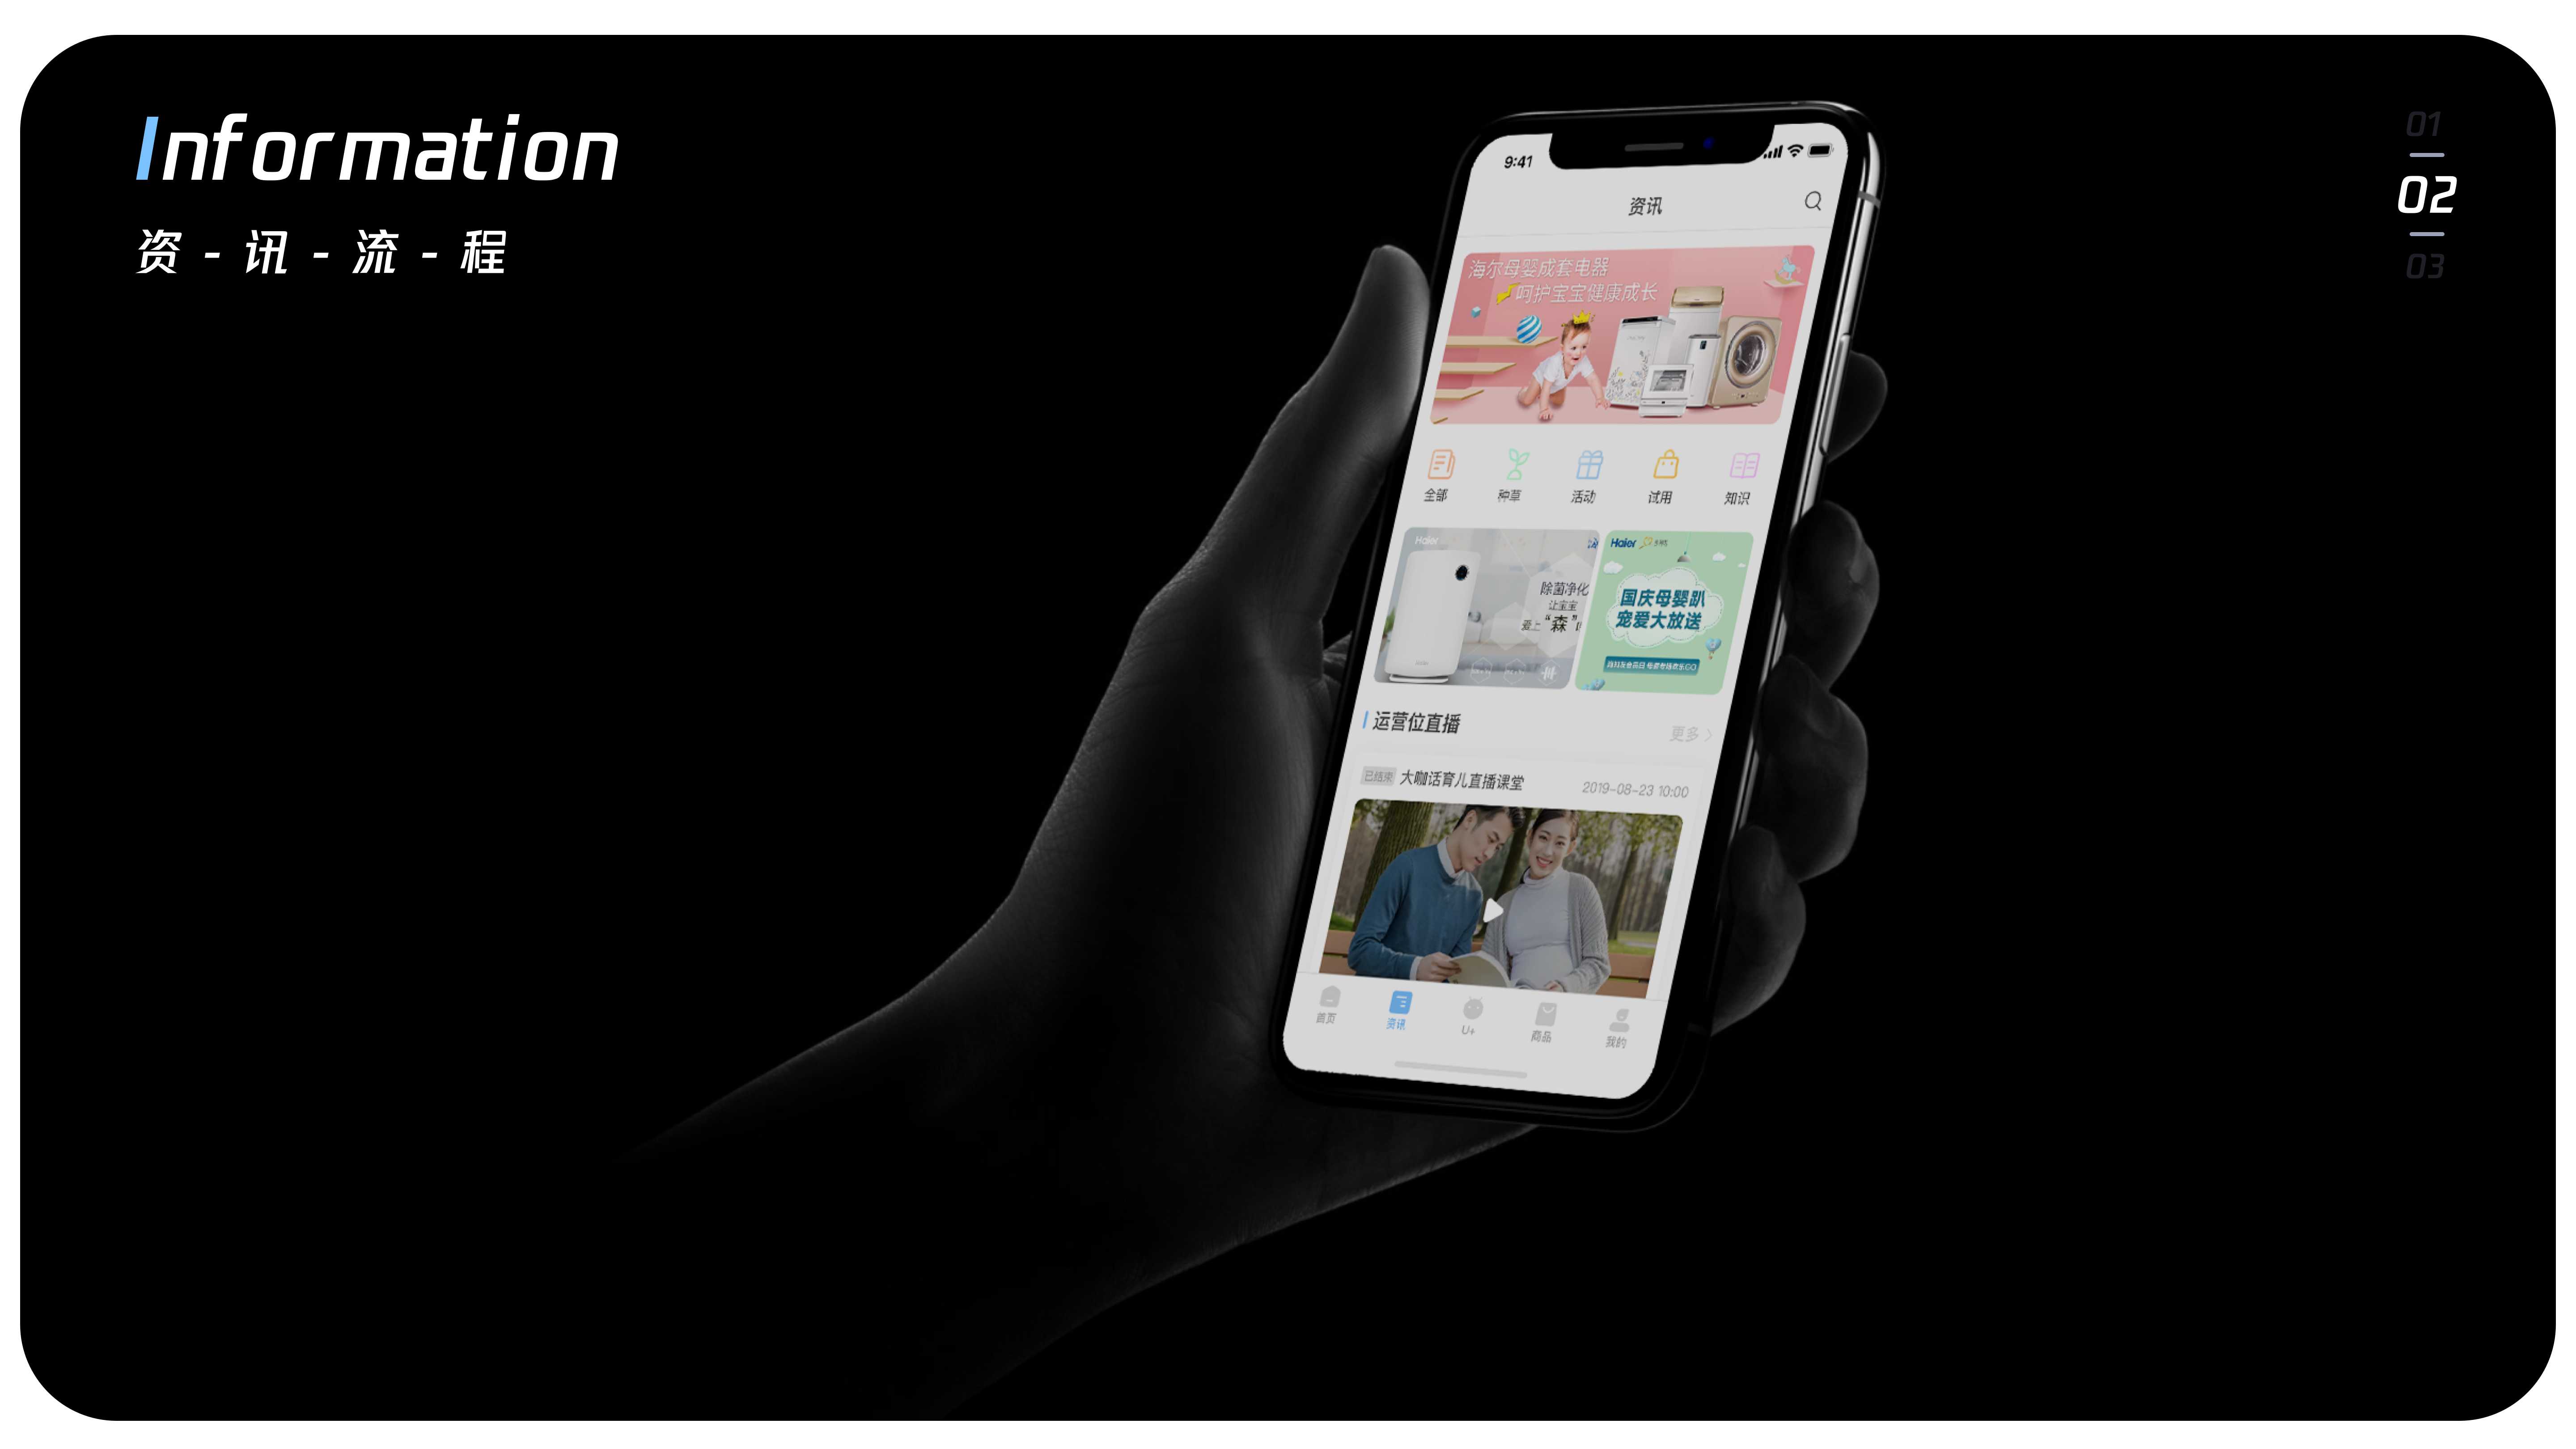 Information
资-讯-流-程
01
02
03
9:41
资讯
海尔母婴成套电器
呵护宝宝健康成长
全部
种草
活动
试用
知识
Haier
除菌净化
让宝宝
爱上“森”
Haier
国庆母婴趴
宠爱大放送
运营位直播
更多
已结束
大咖话育儿直播课堂
2019-08-23 10:00
首页
资讯
U+
商品
我的